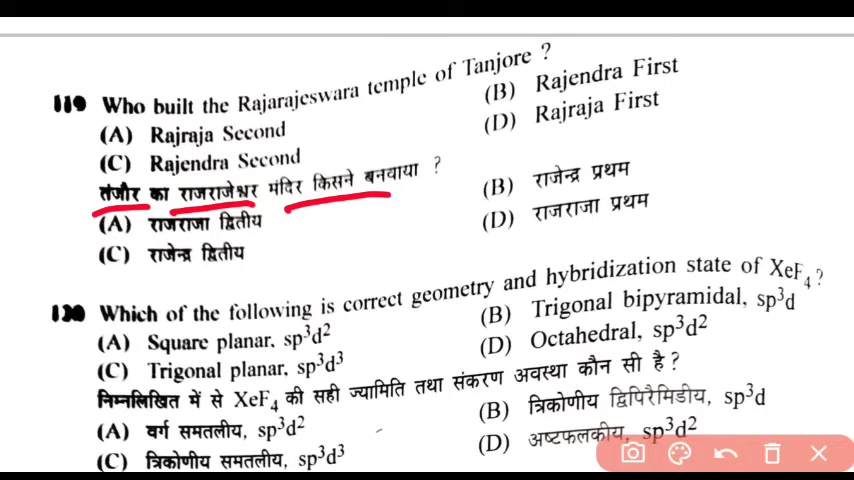 119 Who built the Rajarajeswara temple of Tanjore ?
(A) Rajraja Second (B) Rajendra First
(C) Rajendra Second (D) Rajraja First
तंजौर का राजराजेश्वर मंदिर किसने बनवाया ?
(A) राजराजा द्वितीय (B) राजेन्द्र प्रथम
(C) राजेन्द्र द्वितीय (D) राजराजा प्रथम
120 Which of the following is correct geometry and hybridization state of XeF₄ ?
(A) Square planar, sp³d² (B) Trigonal bipyramidal, sp³d
(C) Trigonal planar, sp³d³ (D) Octahedral, sp³d²
निम्नलिखित में से XeF₄ की सही ज्यामिति तथा संकरण अवस्था कौन सी है ?
(A) वर्ग समतलीय, sp³d² (B) त्रिकोणीय द्विपिरैमिडीय, sp³d
(C) त्रिकोणीय समतलीय, sp³d³ (D) अष्टफलकीय, sp³d²